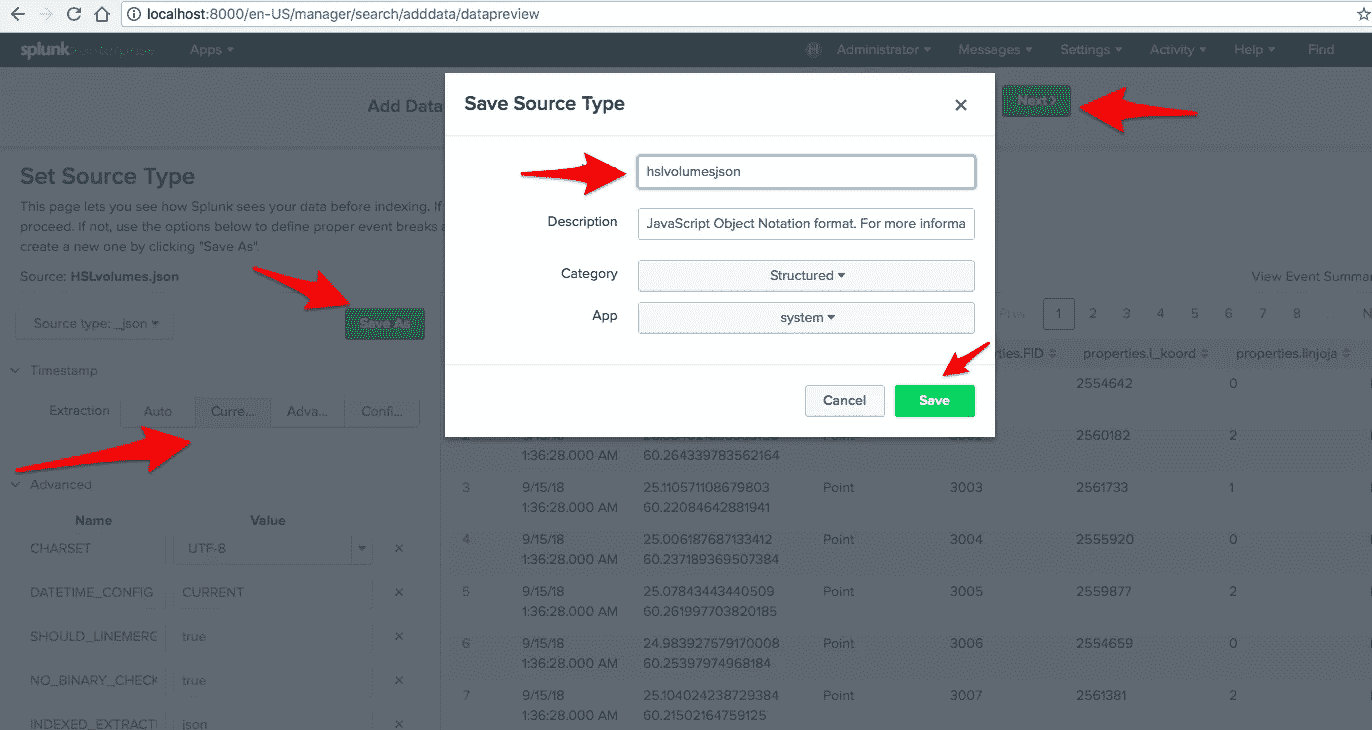 localhost:8000/en-US/manager/search/adddata/datapreview
splunk
Apps
Administrator
Messages
Settings
Activity
Help
Find
Add Data
Next
Save Source Type
hslvolumesjson
Description
JavaScript Object Notation format. For more informa
Category
Structured
App
system
Cancel
Save
Set Source Type
This page lets you see how Splunk sees your data before indexing. If
proceed. If not, use the options below to define proper event breaks
create a new one by clicking "Save As".
Source: HSLvolumes.json
View Event Summar
Source type: _json
Save As
Prev 1 2 3 4 5 6 7 8
Timestamp
Extraction
Auto
Curre...
Adva...
Confi...
Advanced
Name Value
CHARSET UTF-8
DATETIME_CONFIG CURRENT
SHOULD_LINEMERG true
NO_BINARY_CHECK true
INDEXED_EXTRACTI json
ties.FID properties.I_koord properties.linjoja
2554642 0
2 9/15/18 Point 2560182 2
1:36:28.000 AM 60.264339783562164
3 9/15/18 25.110571108679803 Point 3003 2561733 1
1:36:28.000 AM 60.22084642881941
4 9/15/18 25.006187687133412 Point 3004 2555920 0
1:36:28.000 AM 60.237189369507384
5 9/15/18 25.07843443440509 Point 3005 2559877 2
1:36:28.000 AM 60.261997703820185
6 9/15/18 24.983927579170008 Point 3006 2554659 0
1:36:28.000 AM 60.25397974968184
7 9/15/18 25.104024238729384 Point 3007 2561381 2
1:36:28.000 AM 60.21502164759125